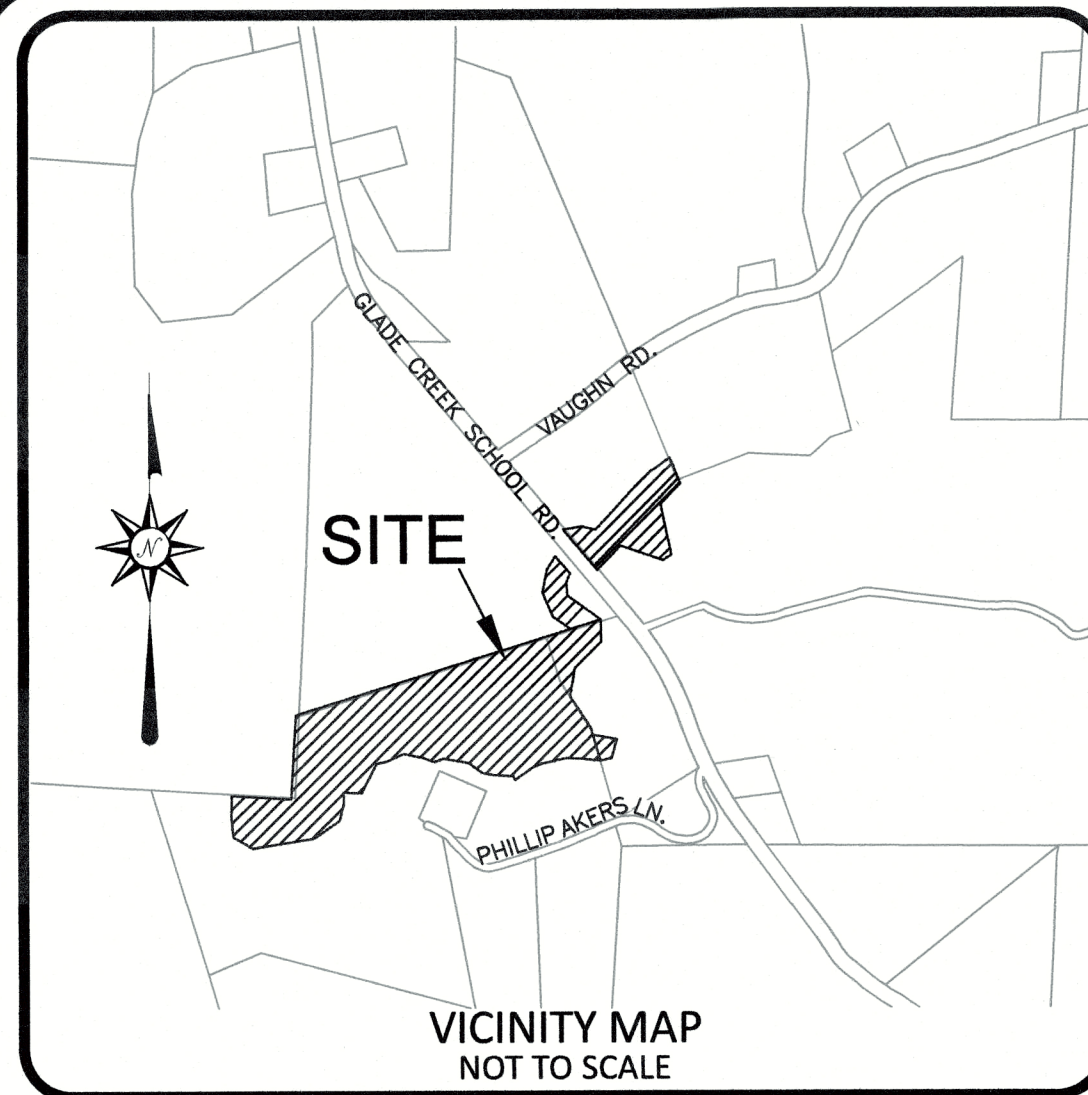 GLADE CREEK SCHOOL RD.
VAUGHN RD.
SITE
N
PHILLIP AKERS LN.
VICINITY MAP
NOT TO SCALE